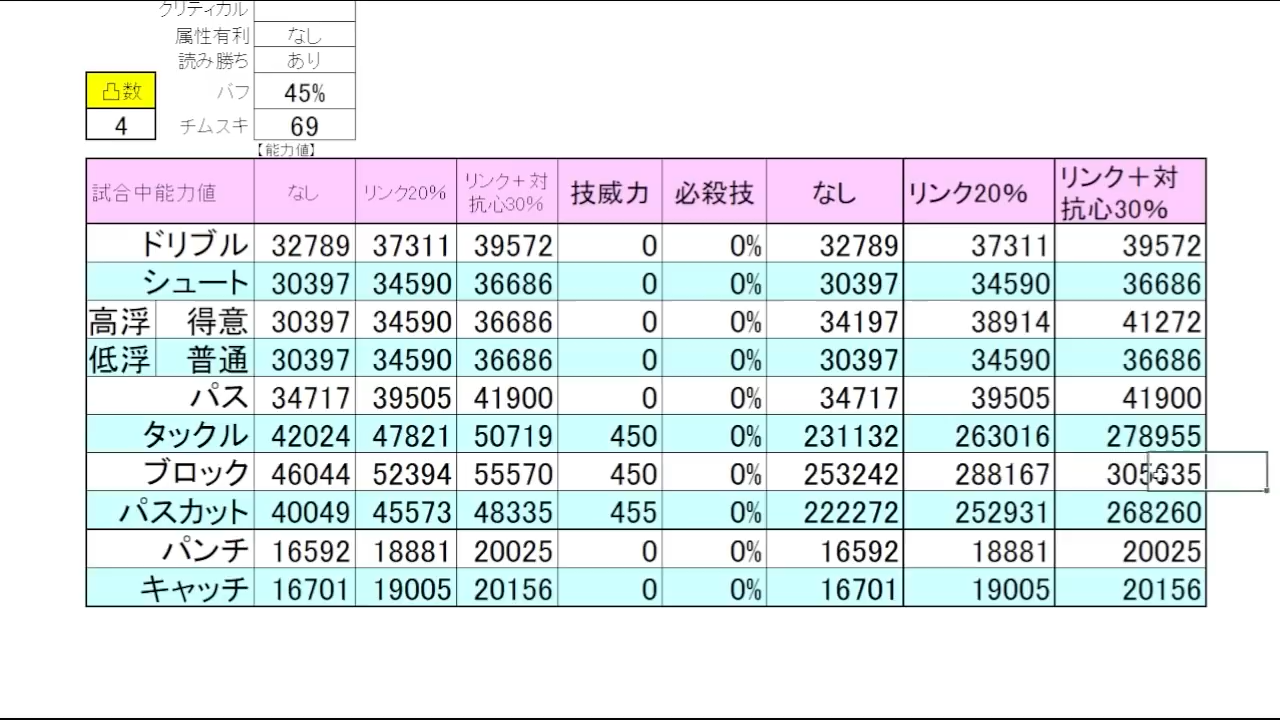 クリティカル
属性有利 なし
読み勝ち あり
凸数 バフ 45%
4 チムスキ 69
【能力値】
試合中能力値 なし リンク20% リンク＋対抗心30% 技威力 必殺技 なし リンク20% リンク＋対抗心30%
ドリブル 32789 37311 39572 0 0% 32789 37311 39572
シュート 30397 34590 36686 0 0% 30397 34590 36686
高浮 得意 30397 34590 36686 0 0% 34197 38914 41272
低浮 普通 30397 34590 36686 0 0% 30397 34590 36686
パス 34717 39505 41900 0 0% 34717 39505 41900
タックル 42024 47821 50719 450 0% 231132 263016 278955
ブロック 46044 52394 55570 450 0% 253242 288167
パスカット 40049 45573 48335 455 0% 222272 252931 268260
パンチ 16592 18881 20025 0 0% 16592 18881 20025
キャッチ 16701 19005 20156 0 0% 16701 19005 20156